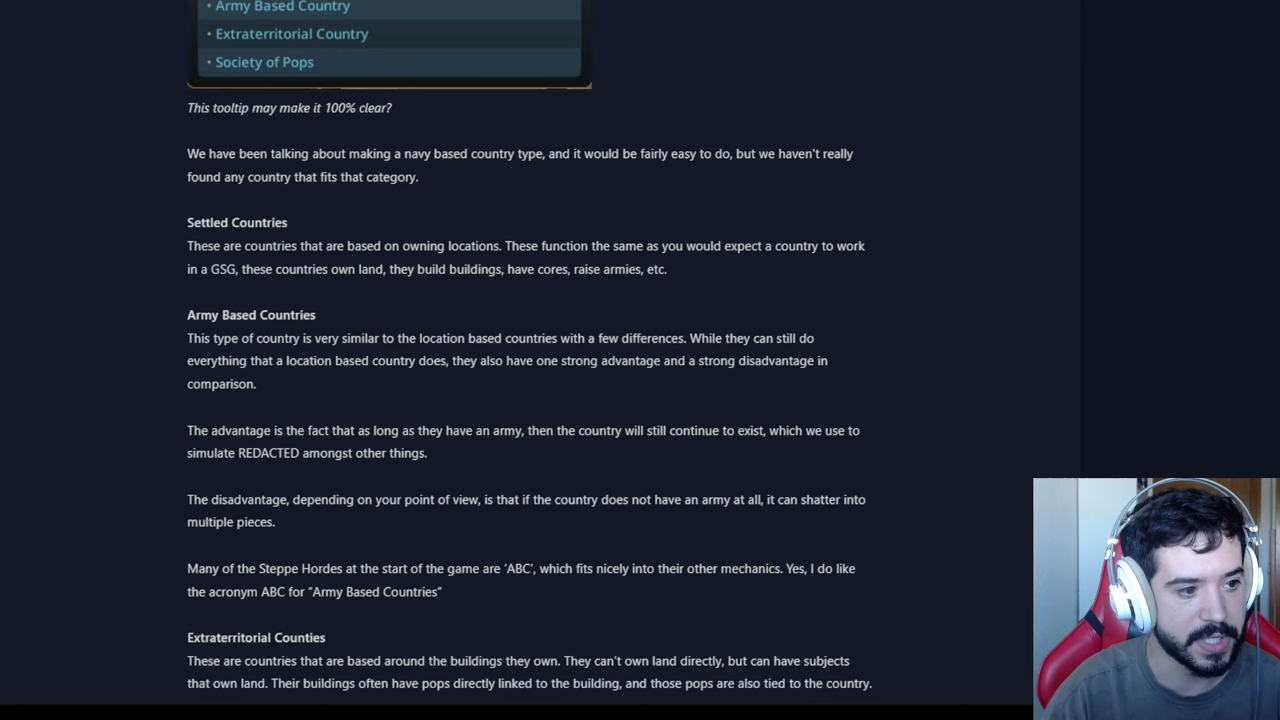 • Army Based Country
• Extraterritorial Country
• Society of Pops
This tooltip may make it 100% clear?
We have been talking about making a navy based country type, and it would be fairly easy to do, but we haven't really
found any country that fits that category.
Settled Countries
These are countries that are based on owning locations. These function the same as you would expect a country to work
in a GSG, these countries own land, they build buildings, have cores, raise armies, etc.
Army Based Countries
This type of country is very similar to the location based countries with a few differences. While they can still do
everything that a location based country does, they also have one strong advantage and a strong disadvantage in
comparison.
The advantage is the fact that as long as they have an army, then the country will still continue to exist, which we use to
simulate REDACTED amongst other things.
The disadvantage, depending on your point of view, is that if the country does not have an army at all, it can shatter into
multiple pieces.
Many of the Steppe Hordes at the start of the game are ‘ABC’, which fits nicely into their other mechanics. Yes, I do like
the acronym ABC for “Army Based Countries”
Extraterritorial Counties
These are countries that are based around the buildings they own. They can’t own land directly, but can have subjects
that own land. Their buildings often have pops directly linked to the building, and those pops are also tied to the country.